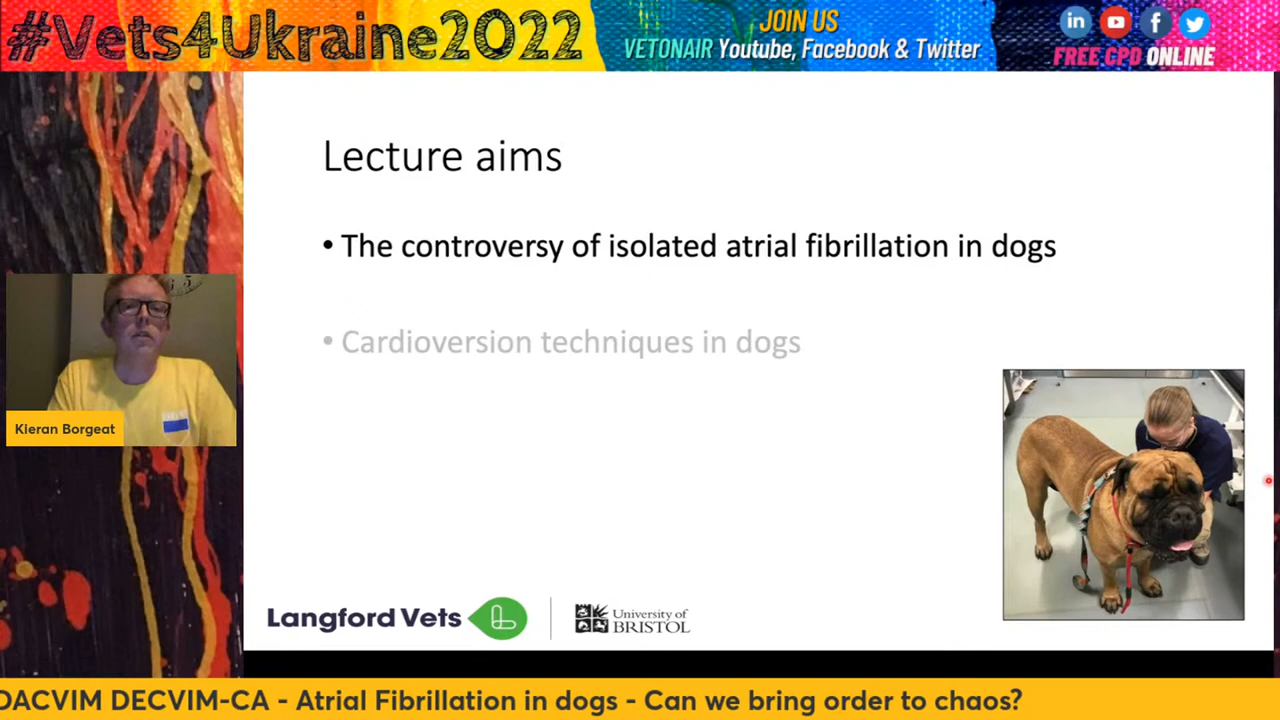 #Vets4Ukraine2022
JOIN US
VETONAIR Youtube, Facebook & Twitter
FREE CPD ONLINE
Lecture aims
• The controversy of isolated atrial fibrillation in dogs
• Cardioversion techniques in dogs
Kieran Borgeat
Langford Vets
University of
BRISTOL
DACVIM DECVIM-CA - Atrial Fibrillation in dogs - Can we bring order to chaos?